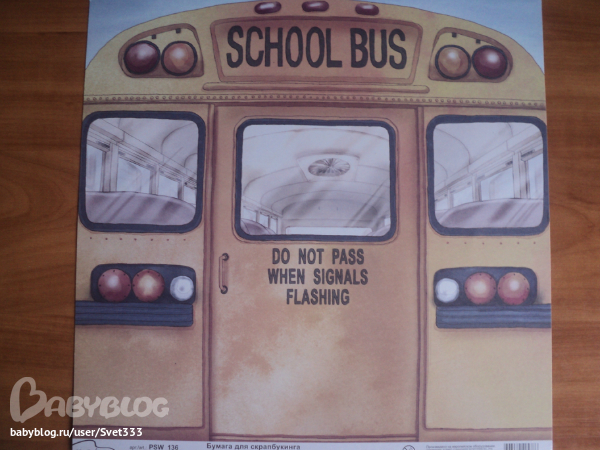 SCHOOL BUS
DO NOT PASS
WHEN SIGNALS
FLASHING
BABYBLOG
babyblog.ru/user/Svet333
PSW 136 Бумага для скрапбукинга